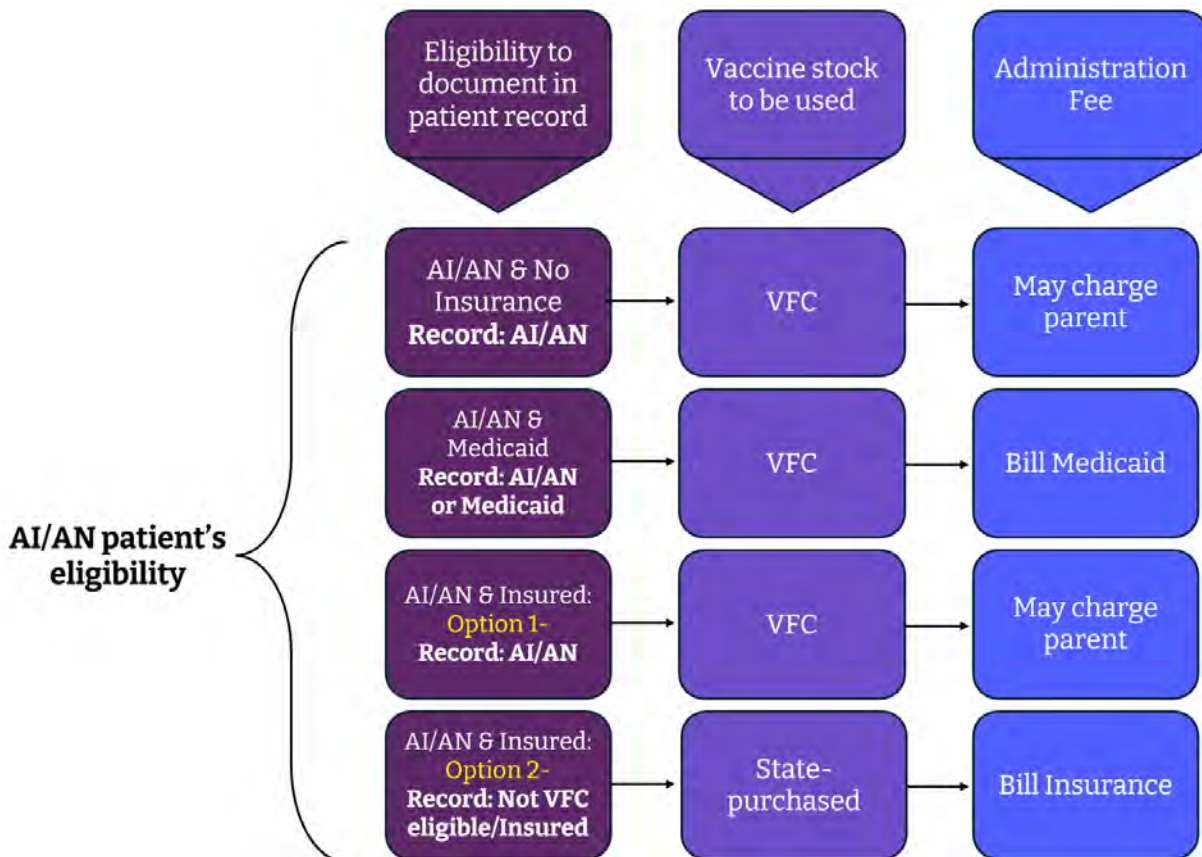 Eligibility to
document in
patient record
Vaccine stock
to be used
Administration
Fee
AI/AN patient's
eligibility
AI/AN & No
Insurance
Record: AI/AN
VFC
May charge
parent
AI/AN &
Medicaid
Record: AI/AN
or Medicaid
VFC
Bill Medicaid
AI/AN & Insured:
Option 1-
Record: AI/AN
VFC
May charge
parent
AI/AN & Insured:
Option 2-
Record: Not VFC
eligible/Insured
State-
purchased
Bill Insurance